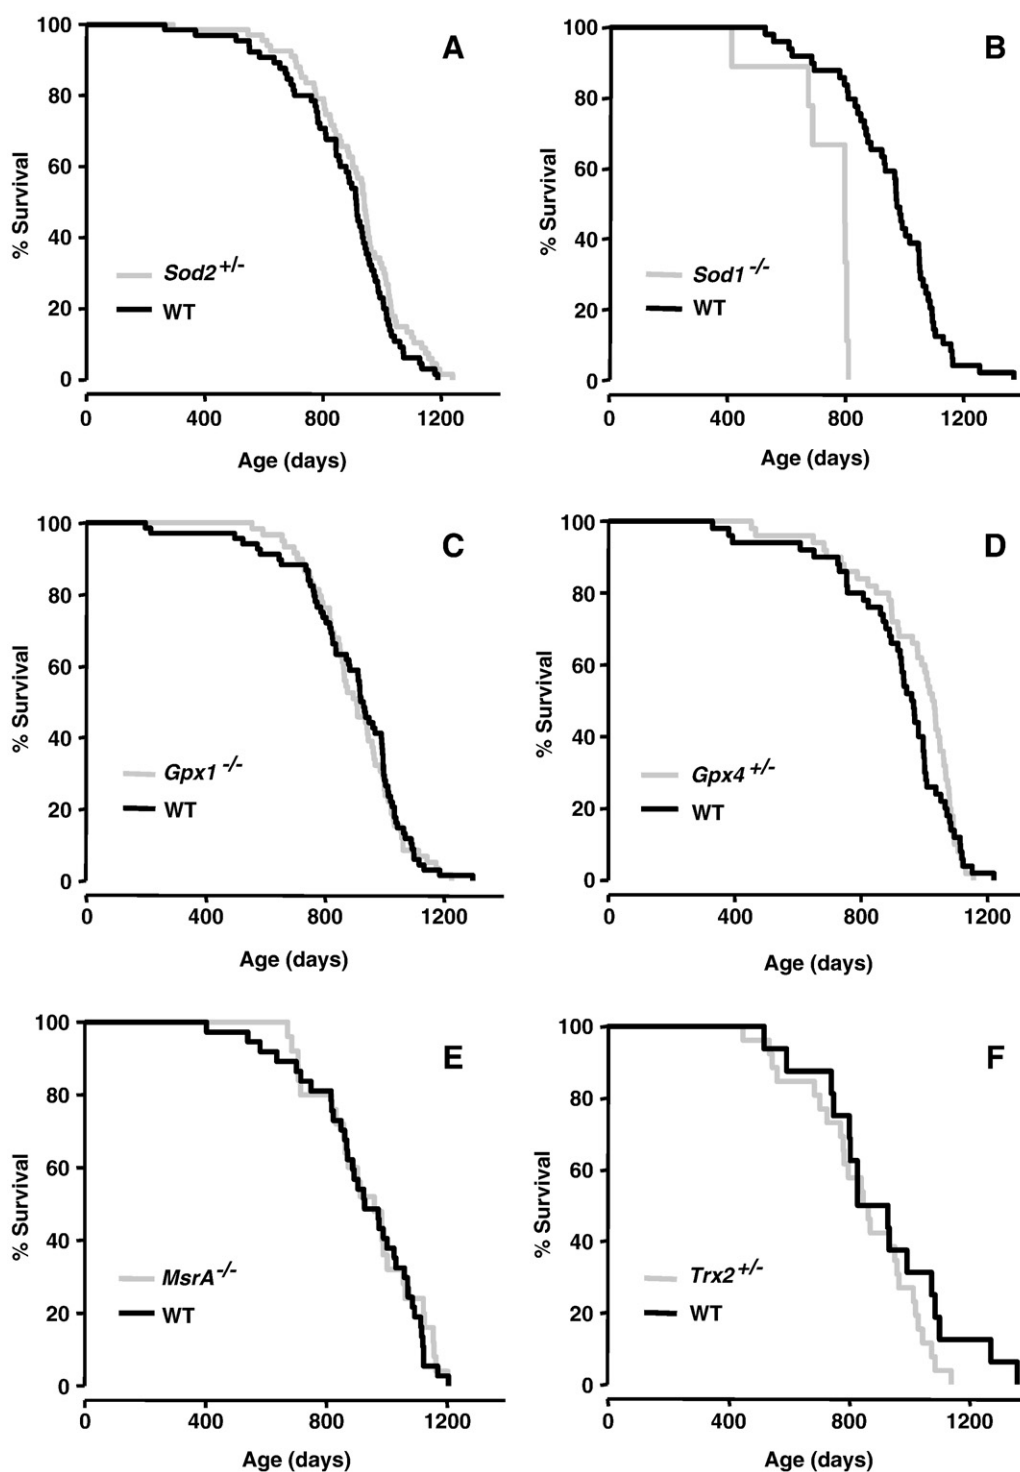 A
% Survival
100
80
60
40
20
0
Sod2+/-
WT
0 400 800 1200
Age (days)
B
% Survival
100
80
60
40
20
0
Sod1-/-
WT
0 400 800 1200
Age (days)
C
% Survival
100
80
60
40
20
0
Gpx1-/-
WT
0 400 800 1200
Age (days)
D
% Survival
100
80
60
40
20
0
Gpx4+/-
WT
0 400 800 1200
Age (days)
E
% Survival
100
80
60
40
20
0
MsrA-/-
WT
0 400 800 1200
Age (days)
F
% Survival
100
80
60
40
20
0
Trx2+/-
WT
0 400 800 1200
Age (days)